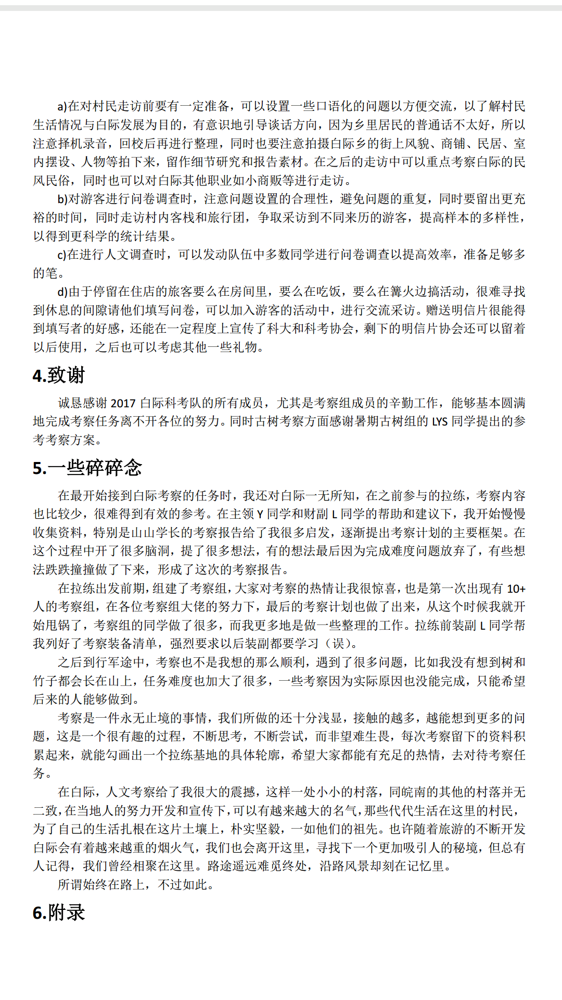 a)在对村民走访前要有一定准备，可以设置一些口语化的问题以方便交流，以了解村民
生活情况与白际发展为目的，有意识地引导谈话方向，因为乡里居民的普通话不太好，所以
注意择机录音，回校后再进行整理，同时也要注意拍摄白际乡的街上风貌、商铺、民居、室
内摆设、人物等拍下来，留作细节研究和报告素材。在之后的走访中可以重点考察白际的民
风民俗，同时也可以对白际其他职业如小商贩等进行走访。
b)对游客进行问卷调查时，注意问题设置的合理性，避免问题的重复，同时要留出更充
裕的时间，同时走访村内客栈和旅行团，争取采访到不同来历的游客，提高样本的多样性，
以得到更科学的统计结果。
c)在进行人文调查时，可以发动队伍中多数同学进行问卷调查以提高效率，准备足够多
的笔。
d)由于停留在住店的旅客要么在房间里，要么在吃饭，要么在篝火边搞活动，很难寻找
到休息的间隙请他们填写问卷，可以加入游客的活动中，进行交流采访。赠送明信片很能得
到填写者的好感，还能在一定程度上宣传了科大和科考协会，剩下的明信片协会还可以留着
以后使用，之后也可以考虑其他一些礼物。
4.致谢
诚恳感谢 2017 白际科考队的所有成员，尤其是考察组成员的辛勤工作，能够基本圆满
地完成考察任务离不开各位的努力。同时古树考察方面感谢暑期古树组的 LYS 同学提出的参
考考察方案。
5.一些碎碎念
在最开始接到白际考察的任务时，我还对白际一无所知，在之前参与的拉练，考察内容
也比较少，很难得到有效的参考。在主领 Y 同学和财副 L 同学的帮助和建议下，我开始慢慢
收集资料，特别是山山学长的考察报告给了我很多启发，逐渐提出考察计划的主要框架。在
这个过程中开了很多脑洞，提了很多想法，有的想法最后因为完成难度问题放弃了，有些想
法跌跌撞撞做了下来，形成了这次的考察报告。
在拉练出发前期，组建了考察组，大家对考察的热情让我很惊喜，也是第一次出现有 10+
人的考察组，在各位考察组大佬的努力下，最后的考察计划也做了出来，从这个时候我就开
始甩锅了，考察组的同学做了很多，而我更多地是做一些整理的工作。拉练前装副 L 同学帮
我列好了考察装备清单，强烈要求以后装副都要学习（误）。
之后到行军途中，考察也不是我想的那么顺利，遇到了很多问题，比如我没有想到树和
竹子都会长在山上，任务难度也加大了很多，一些考察因为实际原因也没能完成，只能希望
后来的人能够做到。
考察是一件永无止境的事情，我们所做的还十分浅显，接触的越多，越能想到更多的问
题，这是一个很有趣的过程，不断思考，不断尝试，而非望难生畏，每次考察留下的资料积
累起来，就能勾画出一个拉练基地的具体轮廓，希望大家都能有充足的热情，去对待考察任
务。
在白际，人文考察给了我很大的震撼，这样一处小小的村落，同皖南的其他的村落并无
二致，在当地人的努力开发和宣传下，可以有越来越大的名气，那些代代生活在这里的村民，
为了自己的生活扎根在这片土壤上，朴实坚毅，一如他们的祖先。也许随着旅游的不断开发
白际会有着越来越重的烟火气，我们也会离开这里，寻找下一个更加吸引人的秘境，但总有
人记得，我们曾经相聚在这里。路途遥远难觅终处，沿路风景却刻在记忆里。
所谓始终在路上，不过如此。
6.附录